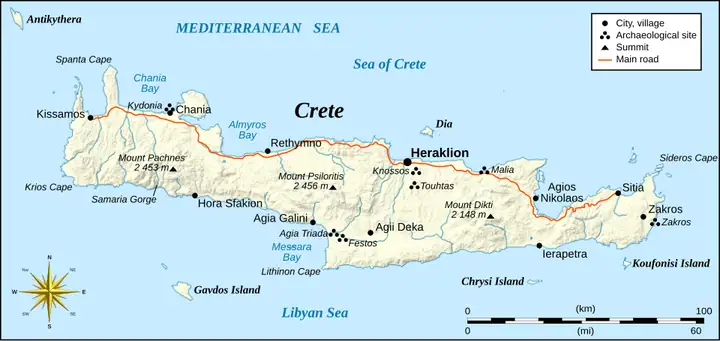 Antikythera
MEDITERRANEAN SEA
City, village
Archaeological site
Summit
Main road
Spanta Cape
Sea of Crete
Chania
Bay
Kydonia
Chania
Kissamos
Crete
Almyros
Bay
Dia
Rethymno
Heraklion
Mount Pachnes
2 453 m
Knossos
Malia
Sideros Cape
Mount Psiloritis
2 456 m
Touhtas
Krios Cape
Samaria Gorge
Hora Sfakion
Agios
Nikolaos
Sitia
Mount Dikti
2 148 m
Zakros
Zakros
Agia Galini
Agia Triada
Agii Deka
Festos
Messara
Bay
Ierapetra
Lithinon Cape
Koufonisi Island
Chrysi Island
Gavdos Island
Libyan Sea
N
NE
W
E
SE
S
0
(km)
100
0
(mi)
60